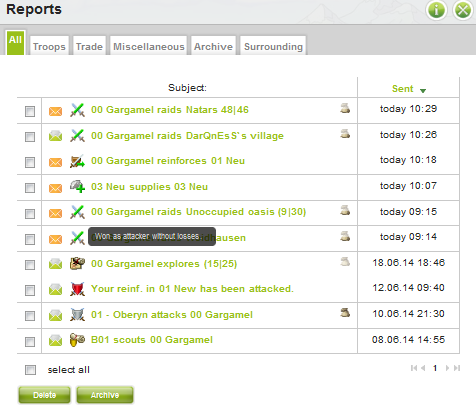 Reports
All Troops Trade Miscellaneous Archive Surrounding
Subject: Sent
00 Gargamel raids Natars 48|46 today 10:29
00 Gargamel raids DarQnEsS's village today 10:26
00 Gargamel reinforces 01 Neu today 10:18
03 Neu supplies 03 Neu today 10:07
00 Gargamel raids Unoccupied oasis (9|30) today 09:15
Won as attacker without losses. dhausen today 09:14
00 Gargamel explores (15|25) 18.06.14 18:46
Your reinf. in 01 New has been attacked. 12.06.14 09:40
01 - Oberyn attacks 00 Gargamel 10.06.14 21:30
B01 scouts 00 Gargamel 08.06.14 14:55
select all 1
Delete Archive